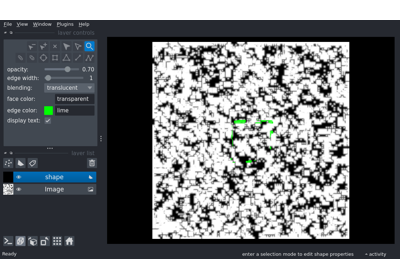 File View Window Plugins Help
layer controls
opacity: 0.70
edge width: 1
blending: translucent
face color: transparent
edge color: lime
display text: ✓
layer list
shape
Image
Ready enter a selection mode to edit shape properties activity